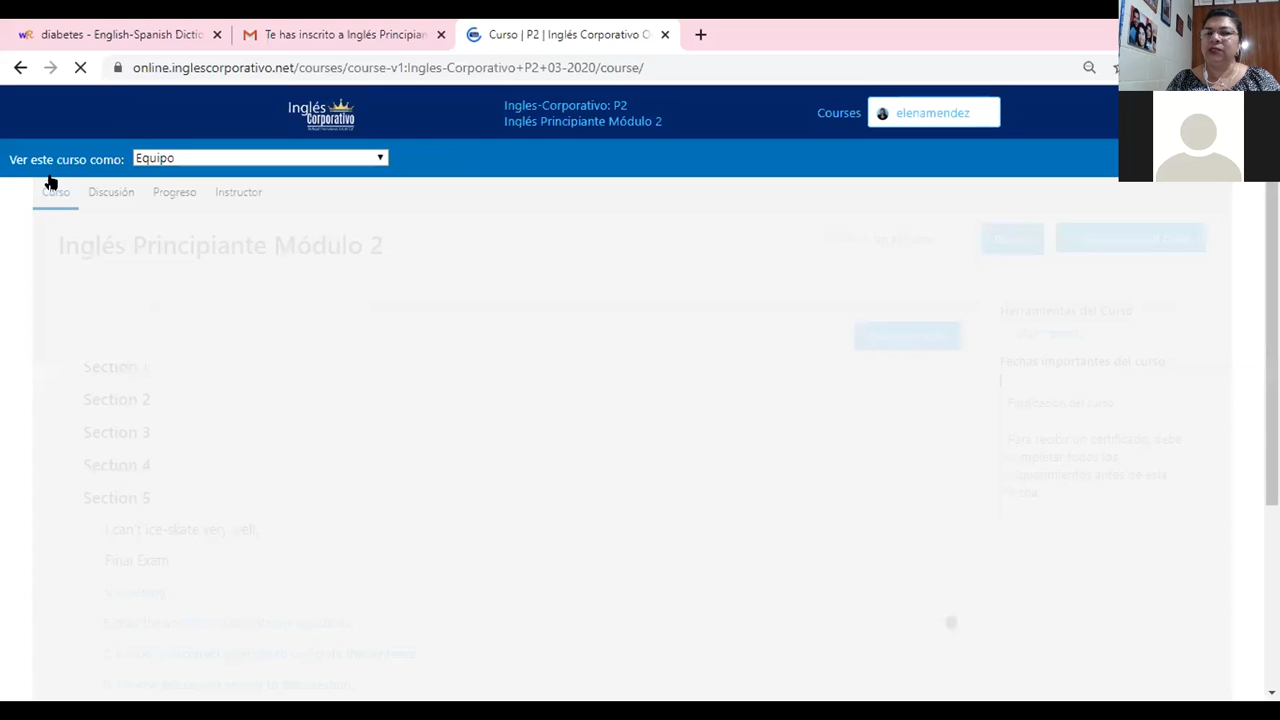 diabetes - English-Spanish Dictio
Te has inscrito a Inglés Principian
Curso | P2 | Inglés Corporativo O
online.inglescorporativo.net/courses/course-v1:Ingles-Corporativo+P2+03-2020/course/
Inglés
Corporativo
Ingles-Corporativo: P2
Inglés Principiante Módulo 2
Courses
elenamendez
Ver este curso como:
Equipo
Curso
Discusión
Progreso
Instructor
Inglés Principiante Módulo 2
Herramientas del Curso
Section 1
Fechas importantes del curso
Section 2
Section 3
Para recibir un certificado, debe
completar todos los
requerimientos antes de esta
Section 4
Section 5
I can't ice-skate very well.
Final Exam